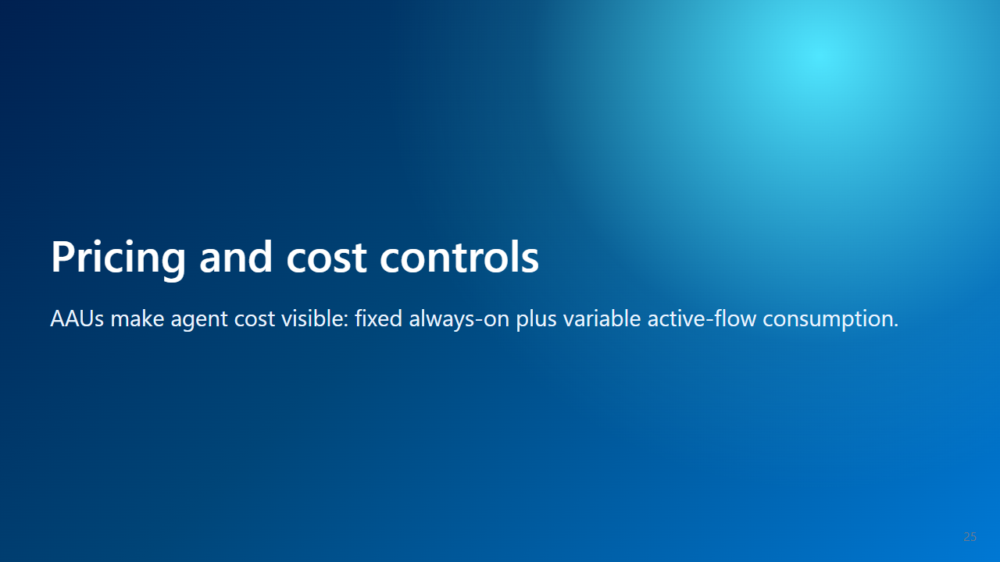 Pricing and cost controls
AAUs make agent cost visible: fixed always-on plus variable active-flow consumption.
25